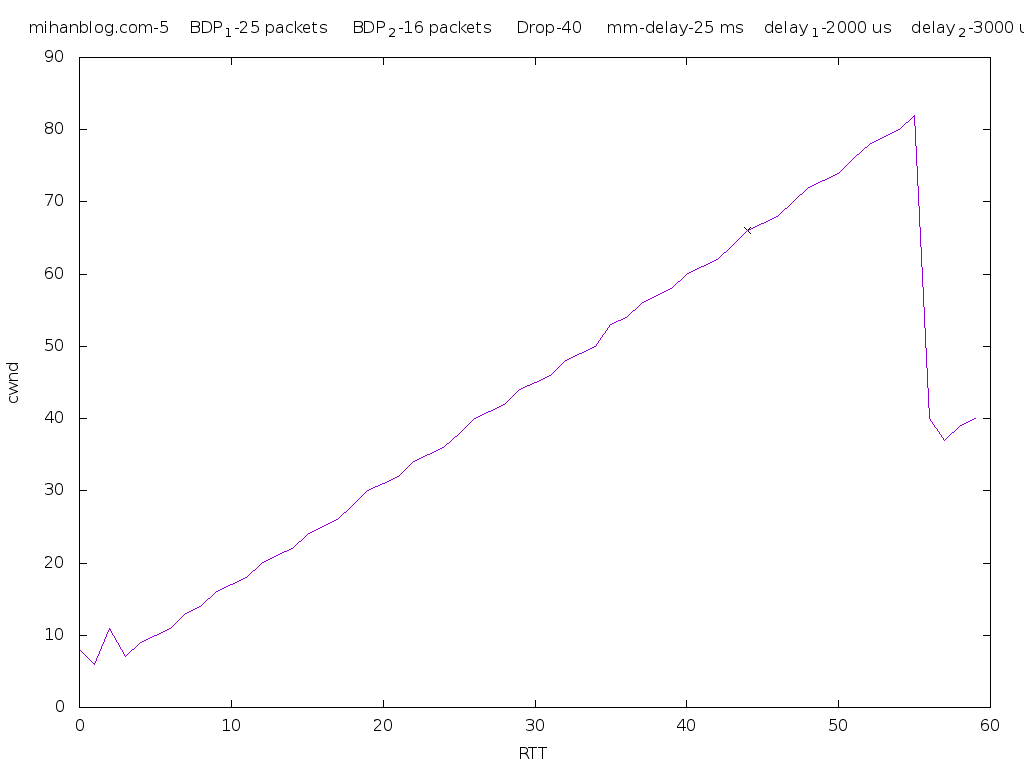 mihanblog.com-5 BDP1-25 packets BDP2-16 packets Drop-40 mm-delay-25 ms delay1-2000 us delay2-3000 u
90
80
70
60
50
40
30
20
10
0
cwnd
0 10 20 30 40 50 60
RTT